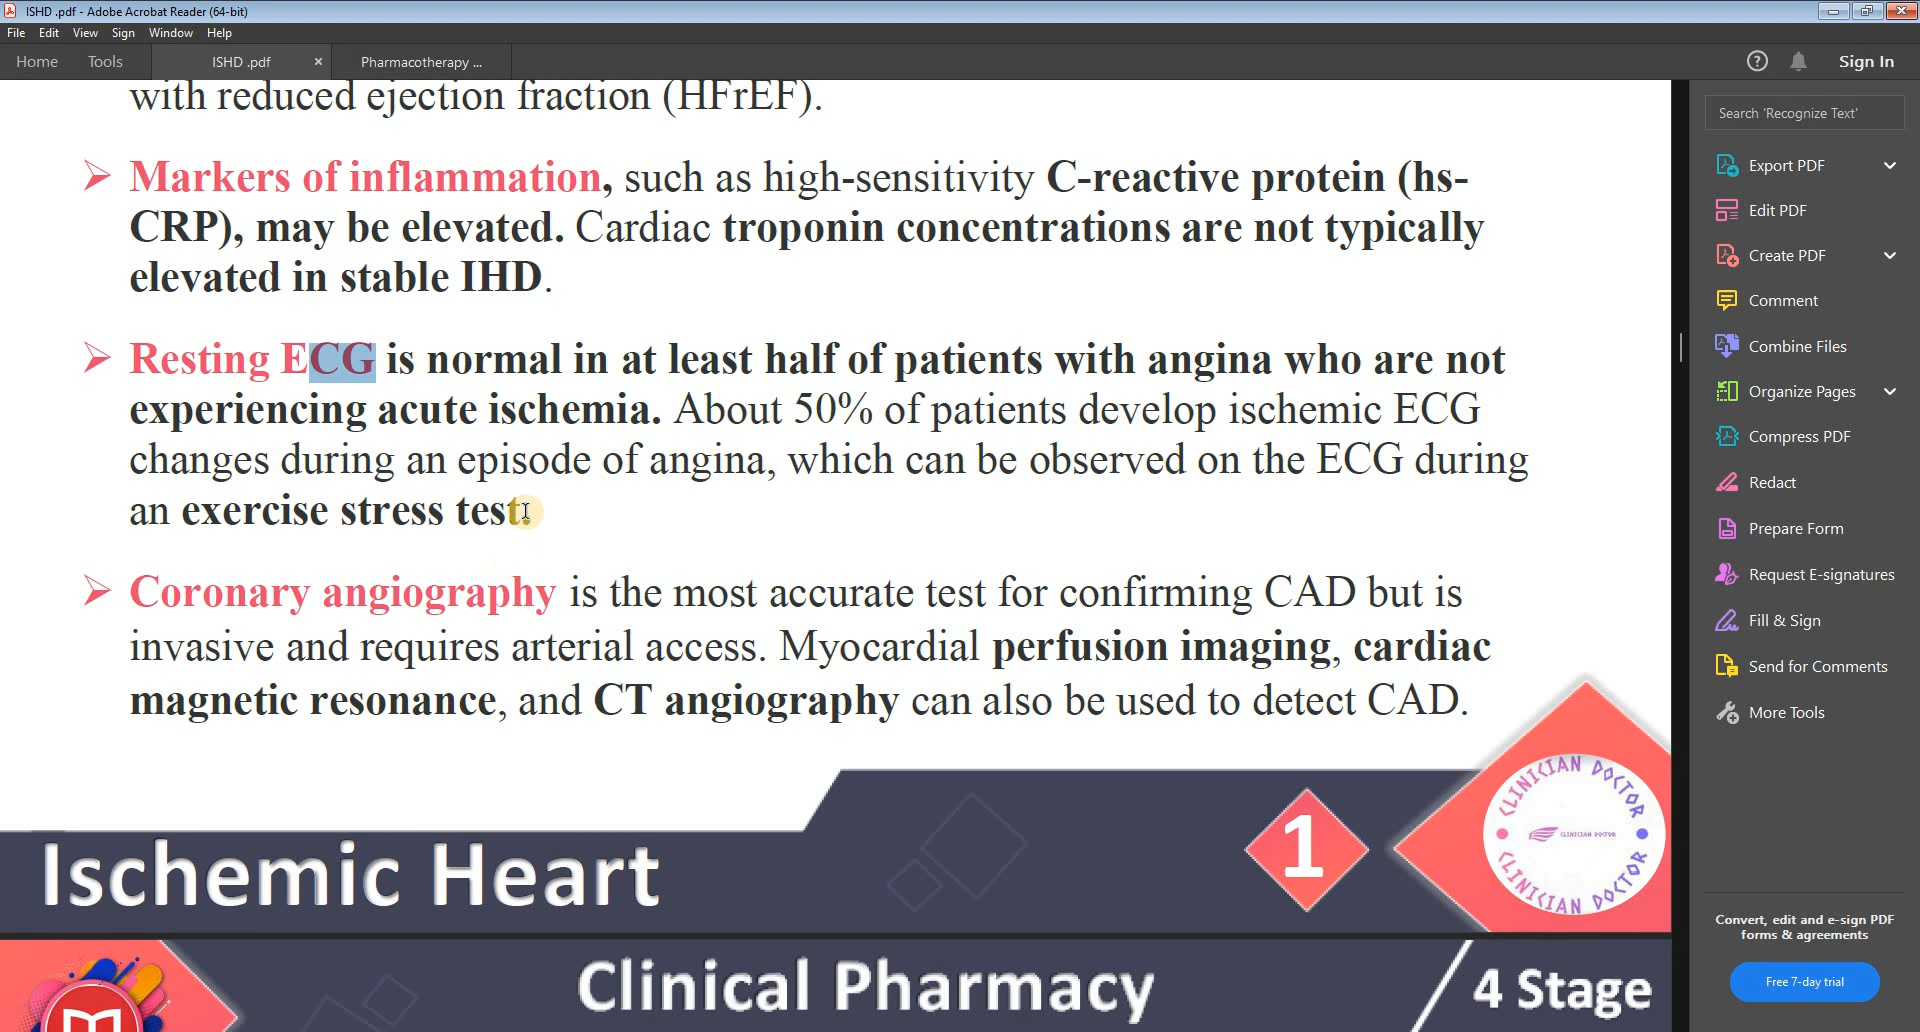 ISHD .pdf - Adobe Acrobat Reader (64-bit)
File Edit View Sign Window Help
Home Tools ISHD .pdf × Pharmacotherapy ... Sign In
with reduced ejection fraction (HFrEF).
Markers of inflammation, such as high-sensitivity C-reactive protein (hs-
CRP), may be elevated. Cardiac troponin concentrations are not typically
elevated in stable IHD.
Resting ECG is normal in at least half of patients with angina who are not
experiencing acute ischemia. About 50% of patients develop ischemic ECG
changes during an episode of angina, which can be observed on the ECG during
an exercise stress test.
Coronary angiography is the most accurate test for confirming CAD but is
invasive and requires arterial access. Myocardial perfusion imaging, cardiac
magnetic resonance, and CT angiography can also be used to detect CAD.
Ischemic Heart
1
CLINICIAN DOCTOR
CLINICIAN DOCTOR
CLINICIAN DOCTOR
Clinical Pharmacy
4 Stage
Search 'Recognize Text'
Export PDF
Edit PDF
Create PDF
Comment
Combine Files
Organize Pages
Compress PDF
Redact
Prepare Form
Request E-signatures
Fill & Sign
Send for Comments
More Tools
Convert, edit and e-sign PDF
forms & agreements
Free 7-day trial